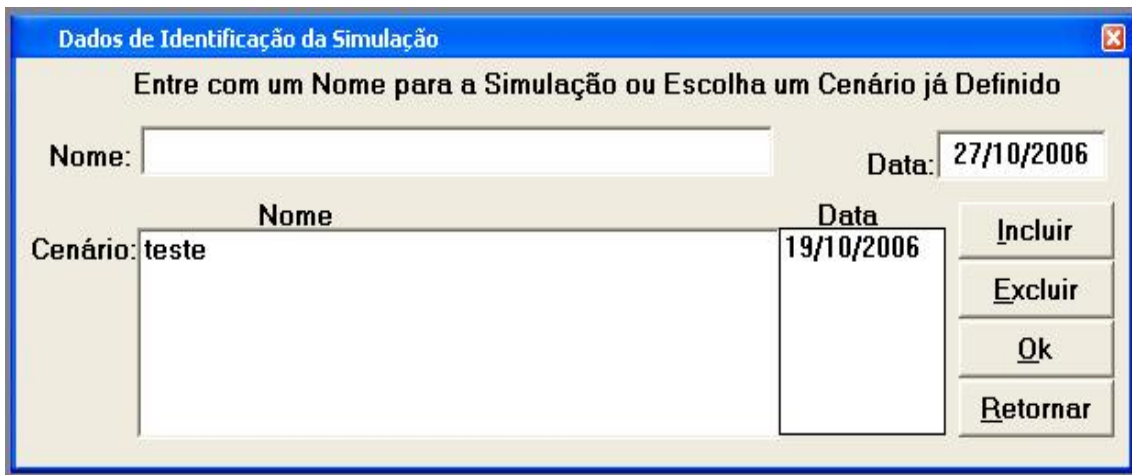 Dados de Identificação da Simulação
Entre com um Nome para a Simulação ou Escolha um Cenário já Definido
Nome:
Data: 27/10/2006
Nome Data
Cenário: teste 19/10/2006
Incluir
Excluir
Ok
Retornar